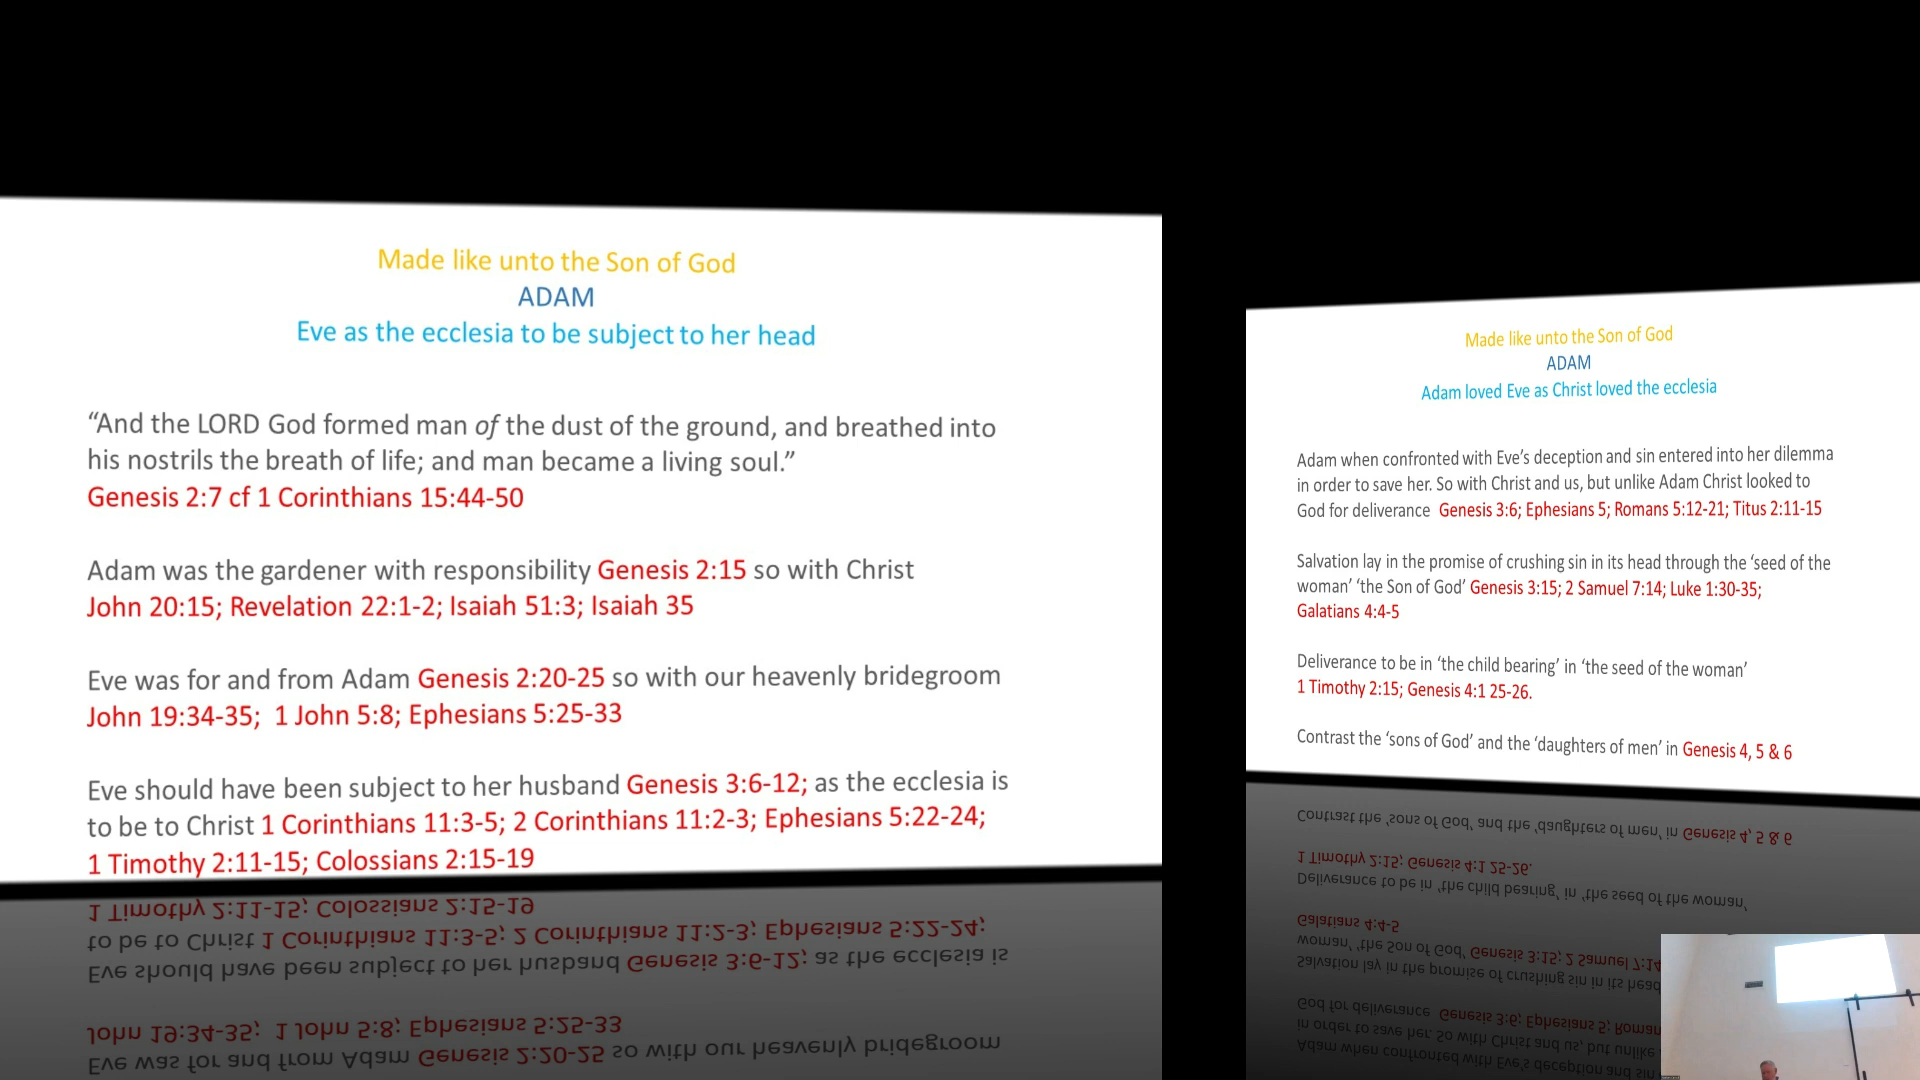 Made like unto the Son of God
ADAM
Eve as the ecclesia to be subject to her head
“And the LORD God formed man of the dust of the ground, and breathed into
his nostrils the breath of life; and man became a living soul.”
Genesis 2:7 cf 1 Corinthians 15:44-50
Adam was the gardener with responsibility Genesis 2:15 so with Christ
John 20:15; Revelation 22:1-2; Isaiah 51:3; Isaiah 35
Eve was for and from Adam Genesis 2:20-25 so with our heavenly bridegroom
John 19:34-35;  1 John 5:8; Ephesians 5:25-33
Eve should have been subject to her husband Genesis 3:6-12; as the ecclesia is
to be to Christ 1 Corinthians 11:3-5; 2 Corinthians 11:2-3; Ephesians 5:22-24;
1 Timothy 2:11-15; Colossians 2:15-19
Made like unto the Son of God
ADAM
Adam loved Eve as Christ loved the ecclesia
Adam when confronted with Eve’s deception and sin entered into her dilemma
in order to save her. So with Christ and us, but unlike Adam Christ looked to
God for deliverance  Genesis 3:6; Ephesians 5; Romans 5:12-21; Titus 2:11-15
Salvation lay in the promise of crushing sin in its head through the ‘seed of the
woman’ ‘the Son of God’ Genesis 3:15; 2 Samuel 7:14; Luke 1:30-35;
Galatians 4:4-5
Deliverance to be in ‘the child bearing’ in ‘the seed of the woman’
1 Timothy 2:15; Genesis 4:1 25-26.
Contrast the ‘sons of God’ and the ‘daughters of men’ in Genesis 4, 5 & 6